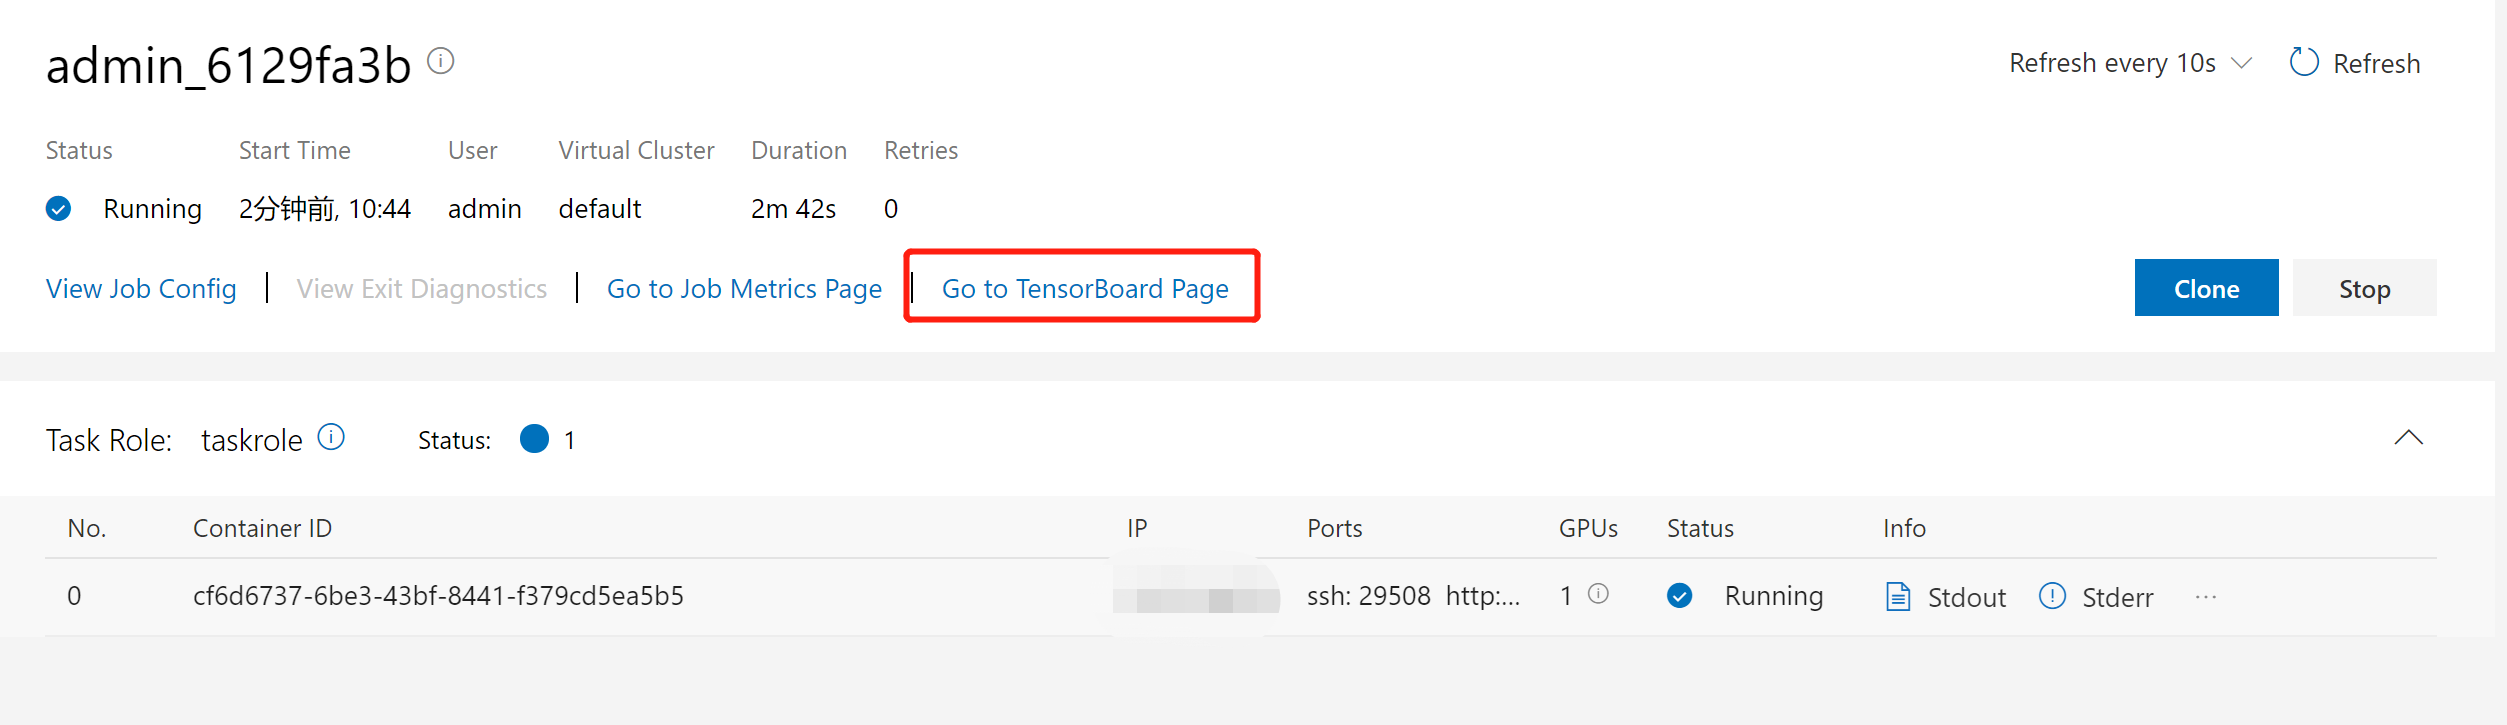 admin_6129fa3b
Refresh every 10s Refresh
Status Start Time User Virtual Cluster Duration Retries
Running 2分钟前, 10:44 admin default 2m 42s 0
View Job Config | View Exit Diagnostics | Go to Job Metrics Page | Go to TensorBoard Page Clone Stop
Task Role: taskrole Status: 1
No. Container ID IP Ports GPUs Status Info
0 cf6d6737-6be3-43bf-8441-f379cd5ea5b5 ssh: 29508 http:... 1 Running Stdout Stderr ...